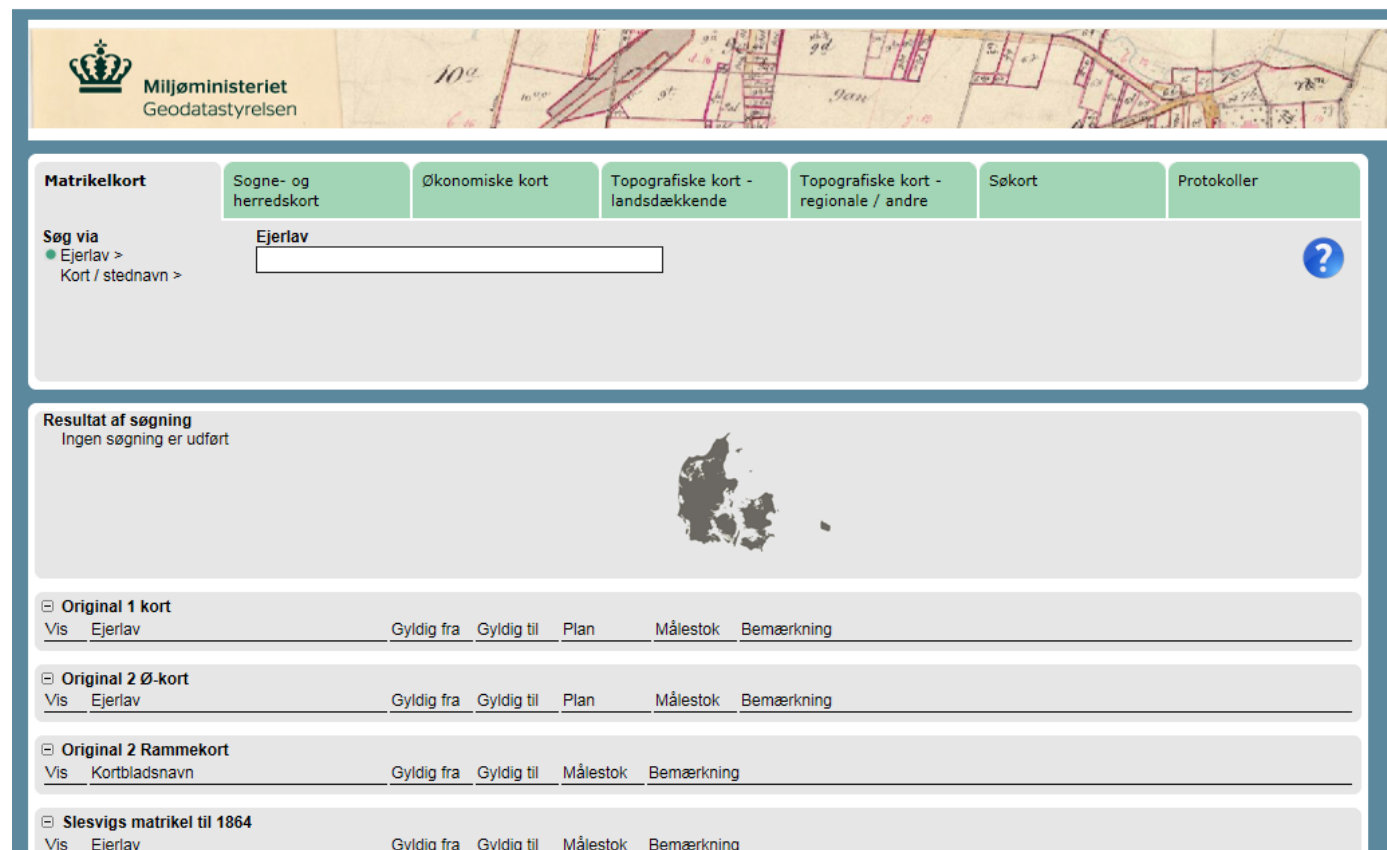 Miljøministeriet
Geodatastyrelsen
10a
9an
Matrikelkort
Sogne- og
herredskort
Økonomiske kort
Topografiske kort -
landsdækkende
Topografiske kort -
regionale / andre
Søkort
Protokoller
Søg via
Ejerlav >
Kort / stednavn >
Ejerlav
?
Resultat af søgning
Ingen søgning er udført
Original 1 kort
Vis Ejerlav Gyldig fra Gyldig til Plan Målestok Bemærkning
Original 2 Ø-kort
Vis Ejerlav Gyldig fra Gyldig til Plan Målestok Bemærkning
Original 2 Rammekort
Vis Kortbladsnavn Gyldig fra Gyldig til Målestok Bemærkning
Slesvigs matrikel til 1864
Vis Ejerlav Gyldig fra Gyldig til Målestok Bemærkning